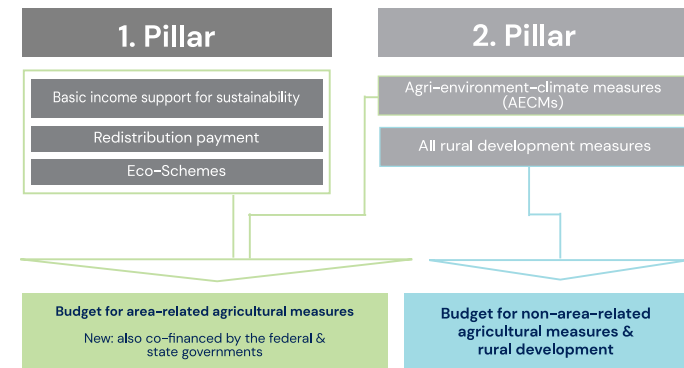 1. Pillar
Basic income support for sustainability
Redistribution payment
Eco-Schemes
2. Pillar
Agri-environment-climate measures
(AECMs)
All rural development measures
Budget for area-related agricultural measures
New: also co-financed by the federal &
state governments
Budget for non-area-related
agricultural measures &
rural development